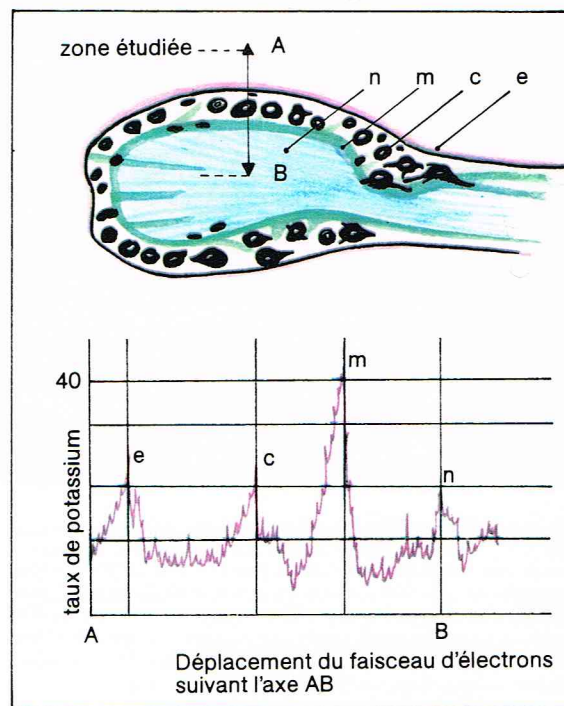 zone étudiée
A
n
m
c
e
B
m
40
e
c
n
taux de potassium
A
B
Déplacement du faisceau d'électrons
suivant l'axe AB